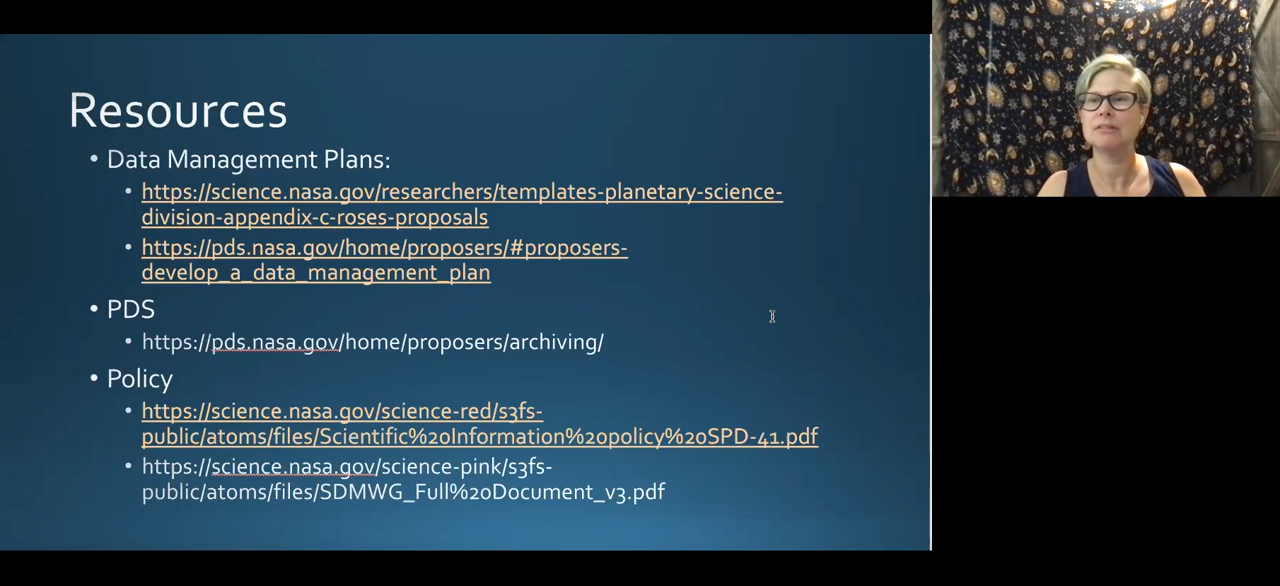 Resources
• Data Management Plans:
• https://science.nasa.gov/researchers/templates-planetary-science-
division-appendix-c-roses-proposals
• https://pds.nasa.gov/home/proposers/#proposers-
develop_a_data_management_plan
• PDS
• https://pds.nasa.gov/home/proposers/archiving/
• Policy
• https://science.nasa.gov/science-red/s3fs-
public/atoms/files/Scientific%20Information%20policy%20SPD-41.pdf
• https://science.nasa.gov/science-pink/s3fs-
public/atoms/files/SDMWG_Full%20Document_v3.pdf